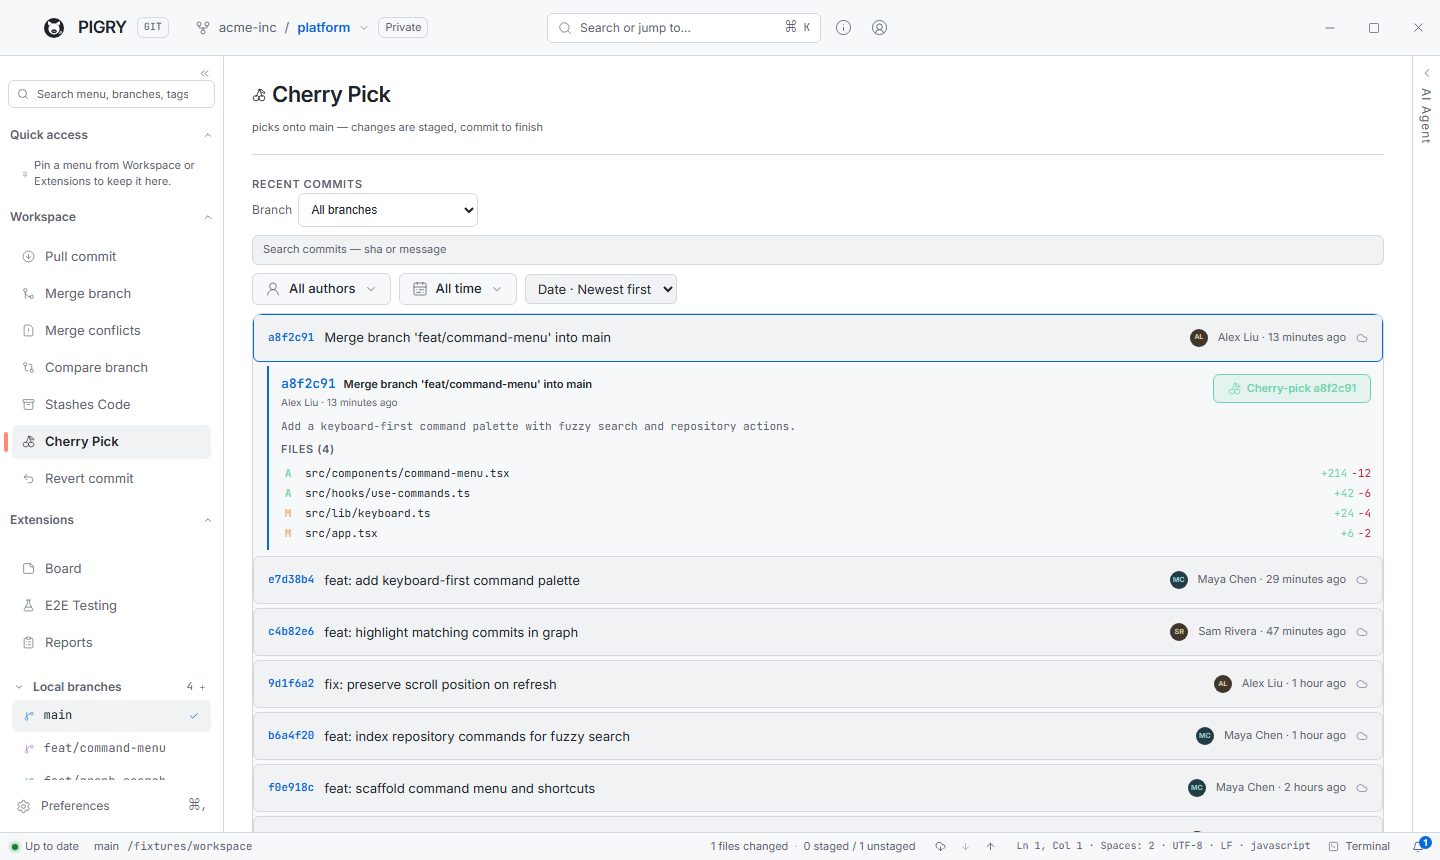 PIGRY GIT acme-inc / platform Private Search or jump to... ⌘ K
Search menu, branches, tags
Quick access
Pin a menu from Workspace or
Extensions to keep it here.
Workspace
Pull commit
Merge branch
Merge conflicts
Compare branch
Stashes Code
Cherry Pick
Revert commit
Extensions
Board
E2E Testing
Reports
Local branches 4 +
main
feat/command-menu
feat/graph-search
Preferences ⌘,
Cherry Pick
picks onto main — changes are staged, commit to finish
RECENT COMMITS
Branch All branches
Search commits — sha or message
All authors All time Date · Newest first
a8f2c91 Merge branch 'feat/command-menu' into main AL Alex Liu · 13 minutes ago
a8f2c91 Merge branch 'feat/command-menu' into main Cherry-pick a8f2c91
Alex Liu · 13 minutes ago
Add a keyboard-first command palette with fuzzy search and repository actions.
FILES (4)
A src/components/command-menu.tsx +214 -12
A src/hooks/use-commands.ts +42 -6
M src/lib/keyboard.ts +24 -4
M src/app.tsx +6 -2
e7d38b4 feat: add keyboard-first command palette MC Maya Chen · 29 minutes ago
c4b82e6 feat: highlight matching commits in graph SR Sam Rivera · 47 minutes ago
9d1f6a2 fix: preserve scroll position on refresh AL Alex Liu · 1 hour ago
b6a4f20 feat: index repository commands for fuzzy search MC Maya Chen · 1 hour ago
f0e918c feat: scaffold command menu and shortcuts MC Maya Chen · 2 hours ago
AI Agent
Up to date main /fixtures/workspace 1 files changed · 0 staged / 1 unstaged Ln 1, Col 1 · Spaces: 2 · UTF-8 · LF · javascript Terminal 1